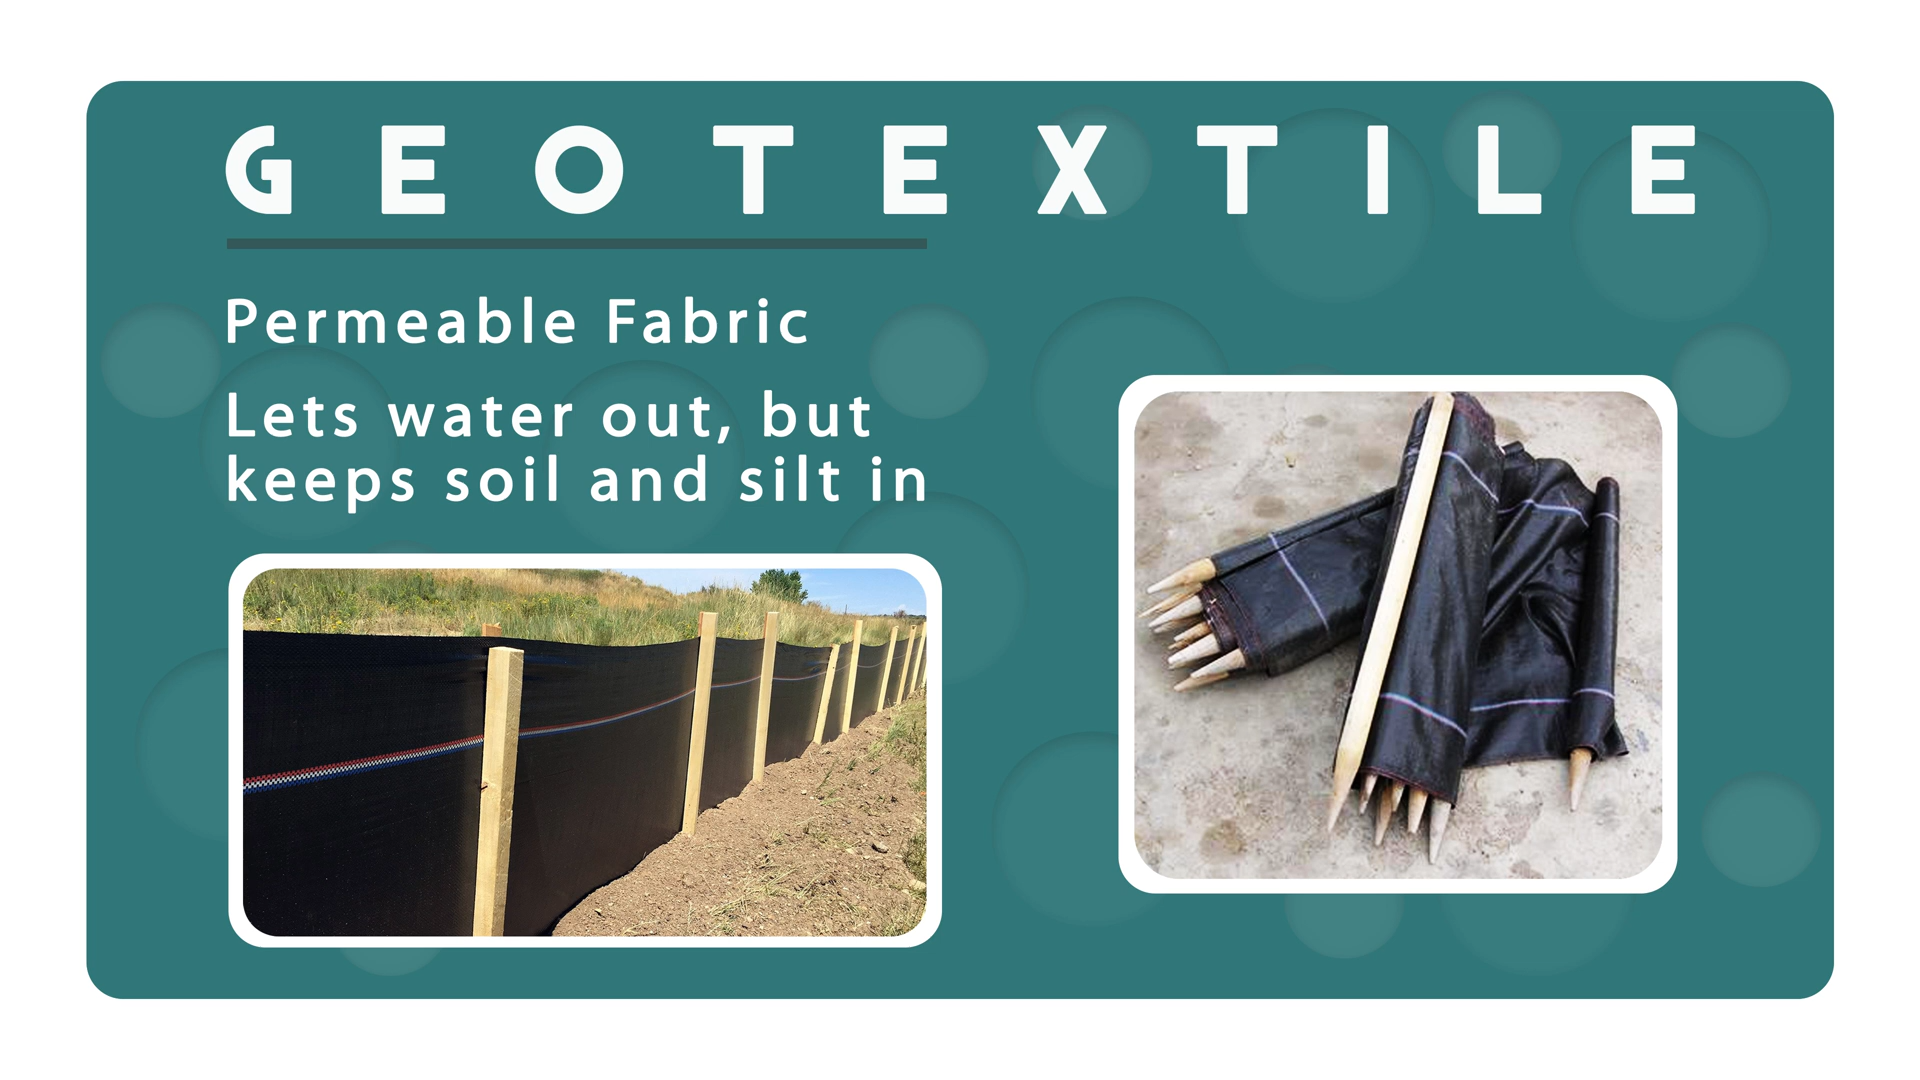 GEOTEXTILE
Permeable Fabric
Lets water out, but
keeps soil and silt in